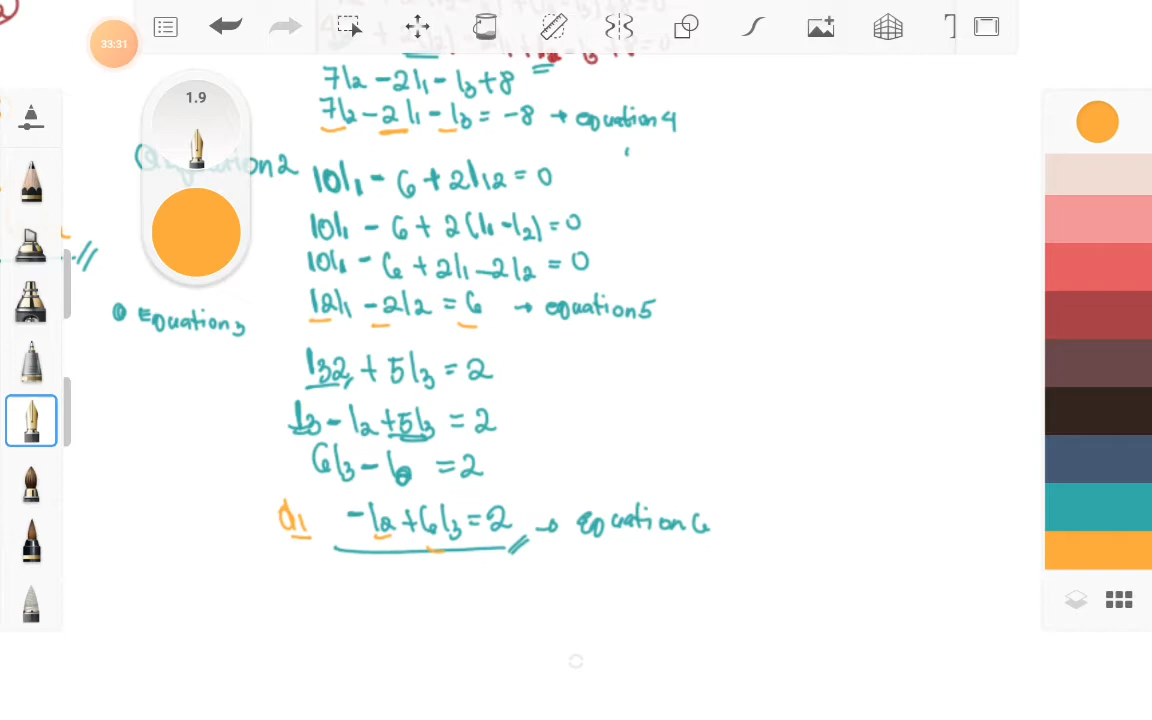 33:31
1.9
7I2 - 2I1 - I3 + 8
7I2 - 2I1 - I3 = -8 → equation 4
10I1 - 6 + 2I12 = 0
10I1 - 6 + 2(I1 - I2) = 0
10I1 - 6 + 2I1 - 2I2 = 0
12I1 - 2I2 = 6 → equation 5
Equation 3
I32 + 5I3 = 2
I3 - I2 + 5I3 = 2
6I3 - I2 = 2
-I2 + 6I3 = 2 → equation 6